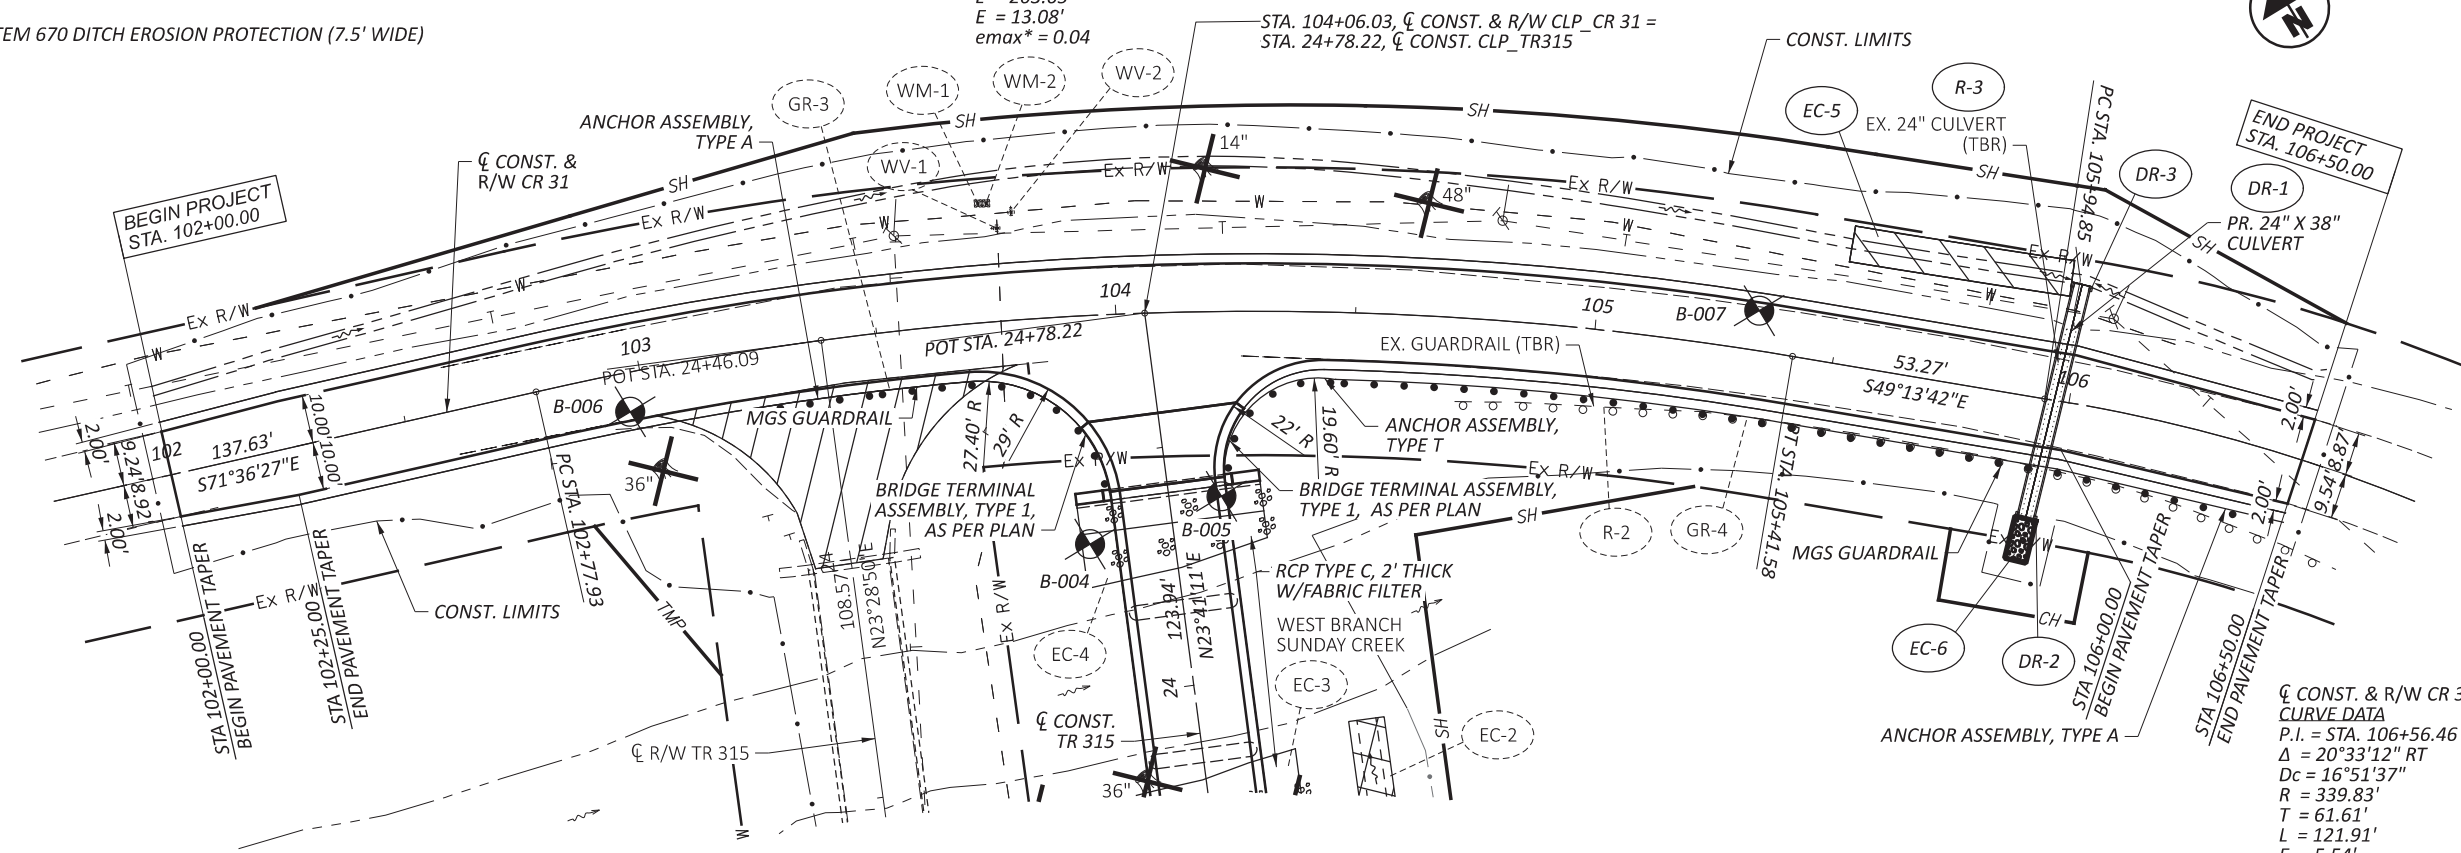 TEM 670 DITCH EROSION PROTECTION (7.5' WIDE)
E = 13.08'
emax* = 0.04
STA. 104+06.03, ℄ CONST. & R/W CLP_CR 31 =
STA. 24+78.22, ℄ CONST. CLP_TR315
CONST. LIMITS
N
WV-2
WM-2
WM-1
GR-3
WV-1
ANCHOR ASSEMBLY,
TYPE A
℄ CONST. &
R/W CR 31
BEGIN PROJECT
STA. 102+00.00
SH
SH
SH
SH
SH
Ex R/W
Ex R/W
Ex R/W
Ex R/W
Ex R/W
14"
48"
R-3
EC-5
EX. 24" CULVERT
(TBR)
PC STA. 105+94.85
DR-3
DR-1
END PROJECT
STA. 106+50.00
PR. 24" X 38"
CULVERT
W
W
W
W
W
W
T
T
T
T
T
103
104
105
106
102
POT STA. 24+46.09
POT STA. 24+78.22
B-006
B-007
EX. GUARDRAIL (TBR)
53.27'
S49°13'42"E
137.63'
S71°36'27"E
10.00'
10.00'
2.00'
9.24'
8.92'
2.00'
MGS GUARDRAIL
27.40' R
29' R
22' R
19.60' R
ANCHOR ASSEMBLY,
TYPE T
PT STA. 105+41.58
2.00'
8.87'
9.54'
2.00'
36"
PC STA. 102+77.93
BRIDGE TERMINAL
ASSEMBLY, TYPE 1,
AS PER PLAN
Ex R/W
Ex R/W
BRIDGE TERMINAL ASSEMBLY,
TYPE 1, AS PER PLAN
SH
B-005
B-004
R-2
GR-4
MGS GUARDRAIL
Ex R/W
Ex R/W
CONST. LIMITS
TMP
24
108.57'
N23°28'50"E
Ex R/W
RCP TYPE C, 2' THICK
W/FABRIC FILTER
WEST BRANCH
SUNDAY CREEK
123.94'
N23°41'11"E
24
EC-4
EC-3
EC-2
EC-6
DR-2
CH
SH
STA 102+00.00
BEGIN PAVEMENT TAPER
STA 102+25.00
END PAVEMENT TAPER
STA 106+00.00
BEGIN PAVEMENT TAPER
STA 106+50.00
END PAVEMENT TAPER
℄ CONST.
TR 315
℄ R/W TR 315
36"
W
ANCHOR ASSEMBLY, TYPE A
℄ CONST. & R/W CR 3
CURVE DATA
P.I. = STA. 106+56.46
Δ = 20°33'12" RT
Dc = 16°51'37"
R = 339.83'
T = 61.61'
L = 121.91'